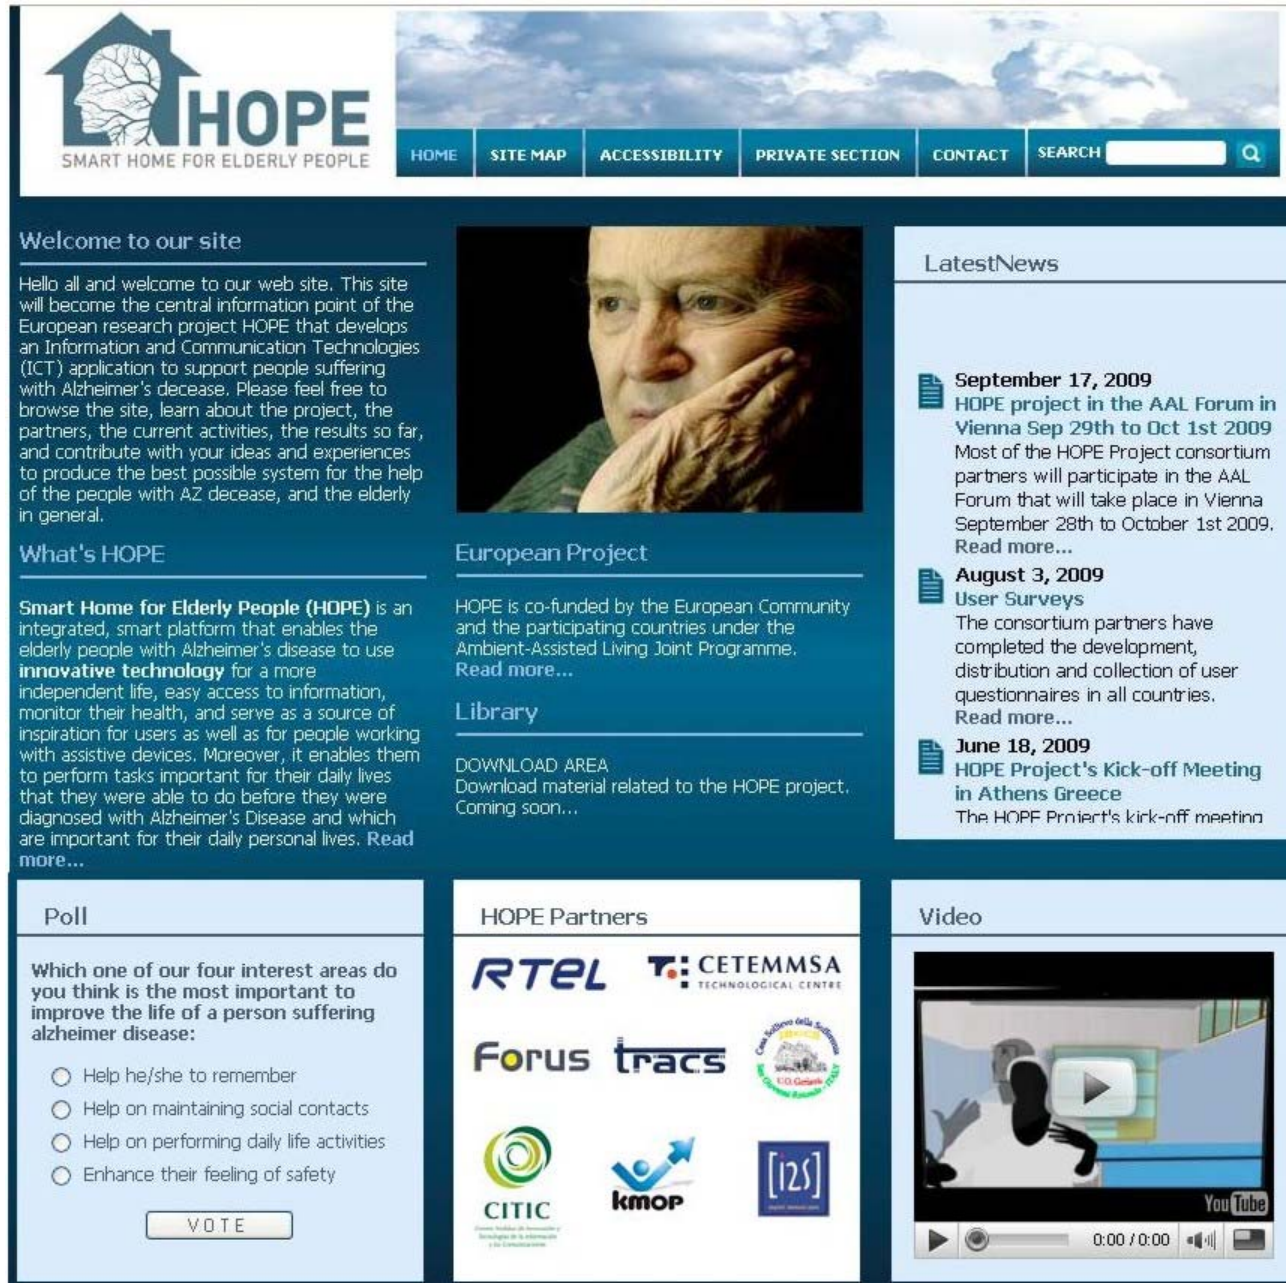 HOPE
SMART HOME FOR ELDERLY PEOPLE
HOME
SITE MAP
ACCESSIBILITY
PRIVATE SECTION
CONTACT
SEARCH
Welcome to our site
Hello all and welcome to our web site. This site
will become the central information point of the
European research project HOPE that develops
an Information and Communication Technologies
(ICT) application to support people suffering
with Alzheimer's decease. Please feel free to
browse the site, learn about the project, the
partners, the current activities, the results so far,
and contribute with your ideas and experiences
to produce the best possible system for the help
of the people with AZ decease, and the elderly
in general.
What's HOPE
Smart Home for Elderly People (HOPE) is an
integrated, smart platform that enables the
elderly people with Alzheimer's disease to use
innovative technology for a more
independent life, easy access to information,
monitor their health, and serve as a source of
inspiration for users as well as for people working
with assistive devices. Moreover, it enables them
to perform tasks important for their daily lives
that they were able to do before they were
diagnosed with Alzheimer's Disease and which
are important for their daily personal lives. Read
more...
European Project
HOPE is co-funded by the European Community
and the participating countries under the
Ambient-Assisted Living Joint Programme.
Read more...
Library
DOWNLOAD AREA
Download material related to the HOPE project.
Coming soon...
LatestNews
September 17, 2009
HOPE project in the AAL Forum in
Vienna Sep 29th to Oct 1st 2009
Most of the HOPE Project consortium
partners will participate in the AAL
Forum that will take place in Vienna
September 28th to October 1st 2009.
Read more...
August 3, 2009
User Surveys
The consortium partners have
completed the development,
distribution and collection of user
questionnaires in all countries.
Read more...
June 18, 2009
HOPE Project's Kick-off Meeting
in Athens Greece
The HOPE Project's kick-off meeting
Poll
Which one of our four interest areas do
you think is the most important to
improve the life of a person suffering
alzheimer disease:
Help he/she to remember
Help on maintaining social contacts
Help on performing daily life activities
Enhance their feeling of safety
VOTE
HOPE Partners
RTEL
CETEMMSA
TECHNOLOGICAL CENTRE
Forus
tracs
Casa Sollievo della Sofferenza
U.O. Geriatria
San Giovanni Rotondo - ITALY
CITIC
kmop
[i2s]
Video
YouTube
0:00 / 0:00